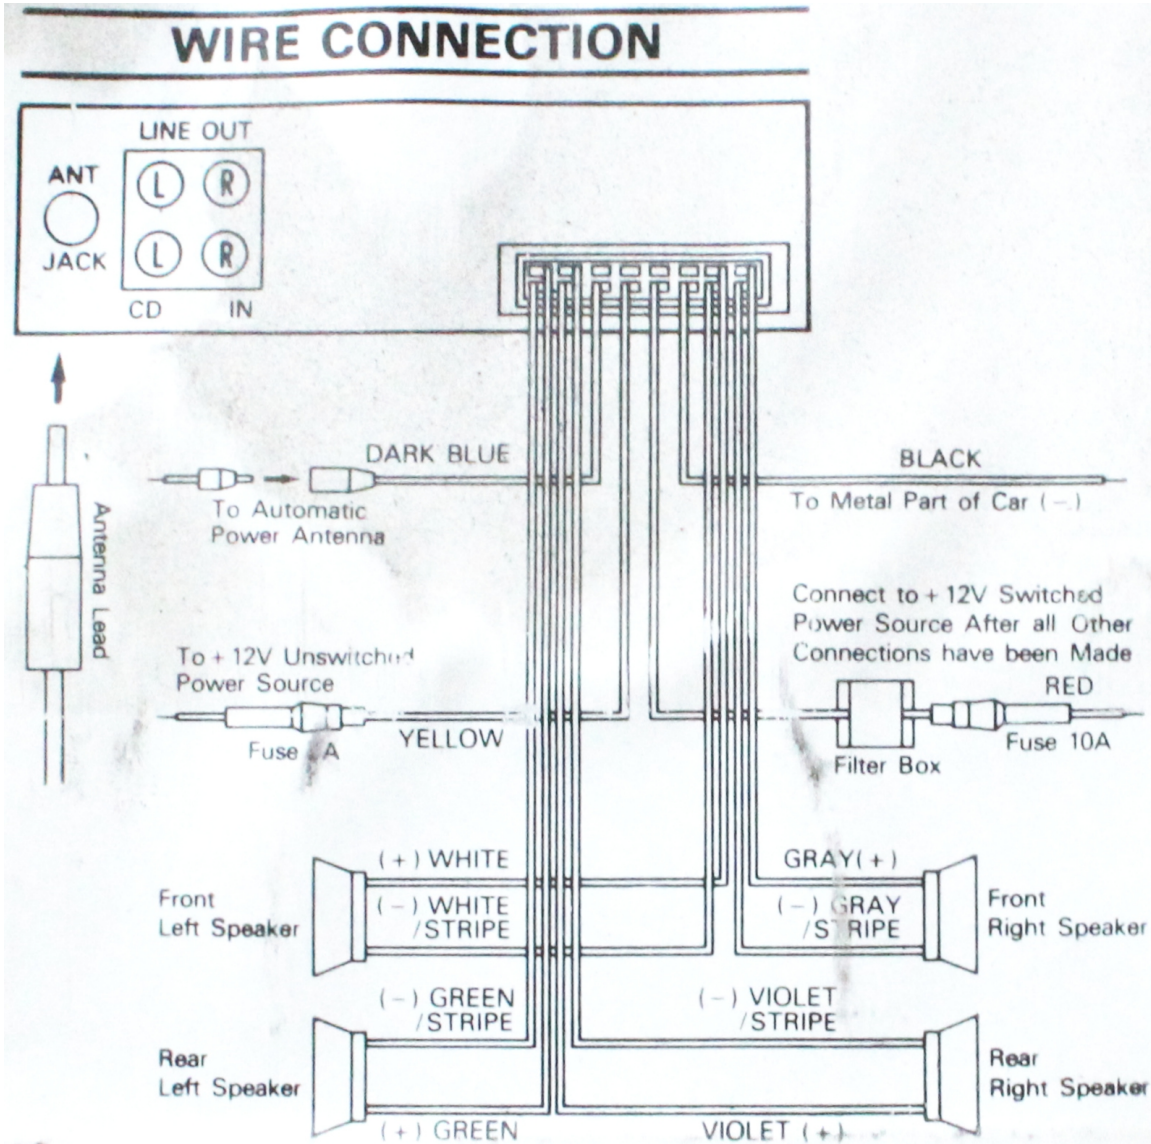 WIRE CONNECTION
LINE OUT
ANT
L R
JACK
L R
CD IN
DARK BLUE
To Automatic
Power Antenna
BLACK
To Metal Part of Car (-)
Antenna Lead
Connect to + 12V Switched
Power Source After all Other
Connections have been Made
RED
Fuse 10A
Filter Box
To + 12V Unswitched
Power Source
Fuse A
YELLOW
(+) WHITE
Front
Left Speaker
(-) WHITE
/STRIPE
GRAY (+)
(-) GRAY
/STRIPE
Front
Right Speaker
(-) GREEN
/STRIPE
Rear
Left Speaker
(+) GREEN
(-) VIOLET
/STRIPE
Rear
Right Speaker
VIOLET (+)